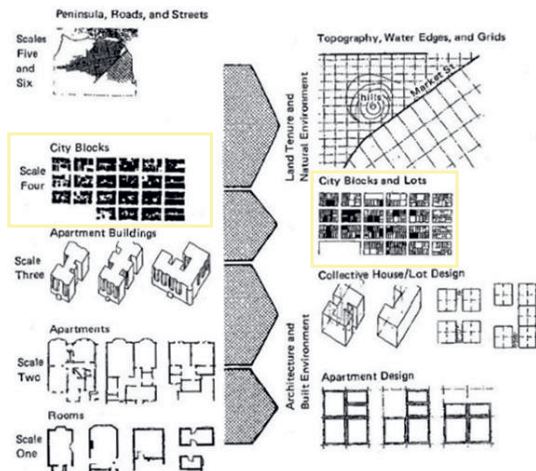 Peninsula, Roads, and Streets
Scales
Five
and
Six
City Blocks
Scale
Four
Apartment Buildings
Scale
Three
Apartments
Scale
Two
Rooms
Scale
One
Land Tenure and
Natural Environment
Architecture and
Built Environment
Topography, Water Edges, and Grids
hills
Market St.
City Blocks and Lots
Collective House/Lot Design
Apartment Design